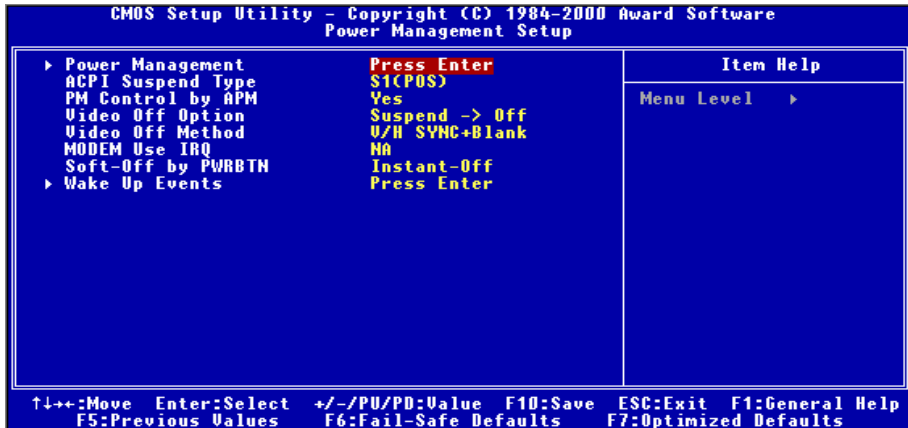 CMOS Setup Utility - Copyright (C) 1984-2000 Award Software
Power Management Setup
▸ Power Management Press Enter
ACPI Suspend Type S1(POS)
PM Control by APM Yes
Video Off Option Suspend -> Off
Video Off Method V/H SYNC+Blank
MODEM Use IRQ NA
Soft-Off by PWRBTN Instant-Off
▸ Wake Up Events Press Enter
Item Help
Menu Level ▸
↑↓→←:Move Enter:Select +/-/PU/PD:Value F10:Save ESC:Exit F1:General Help
F5:Previous Values F6:Fail-Safe Defaults F7:Optimized Defaults